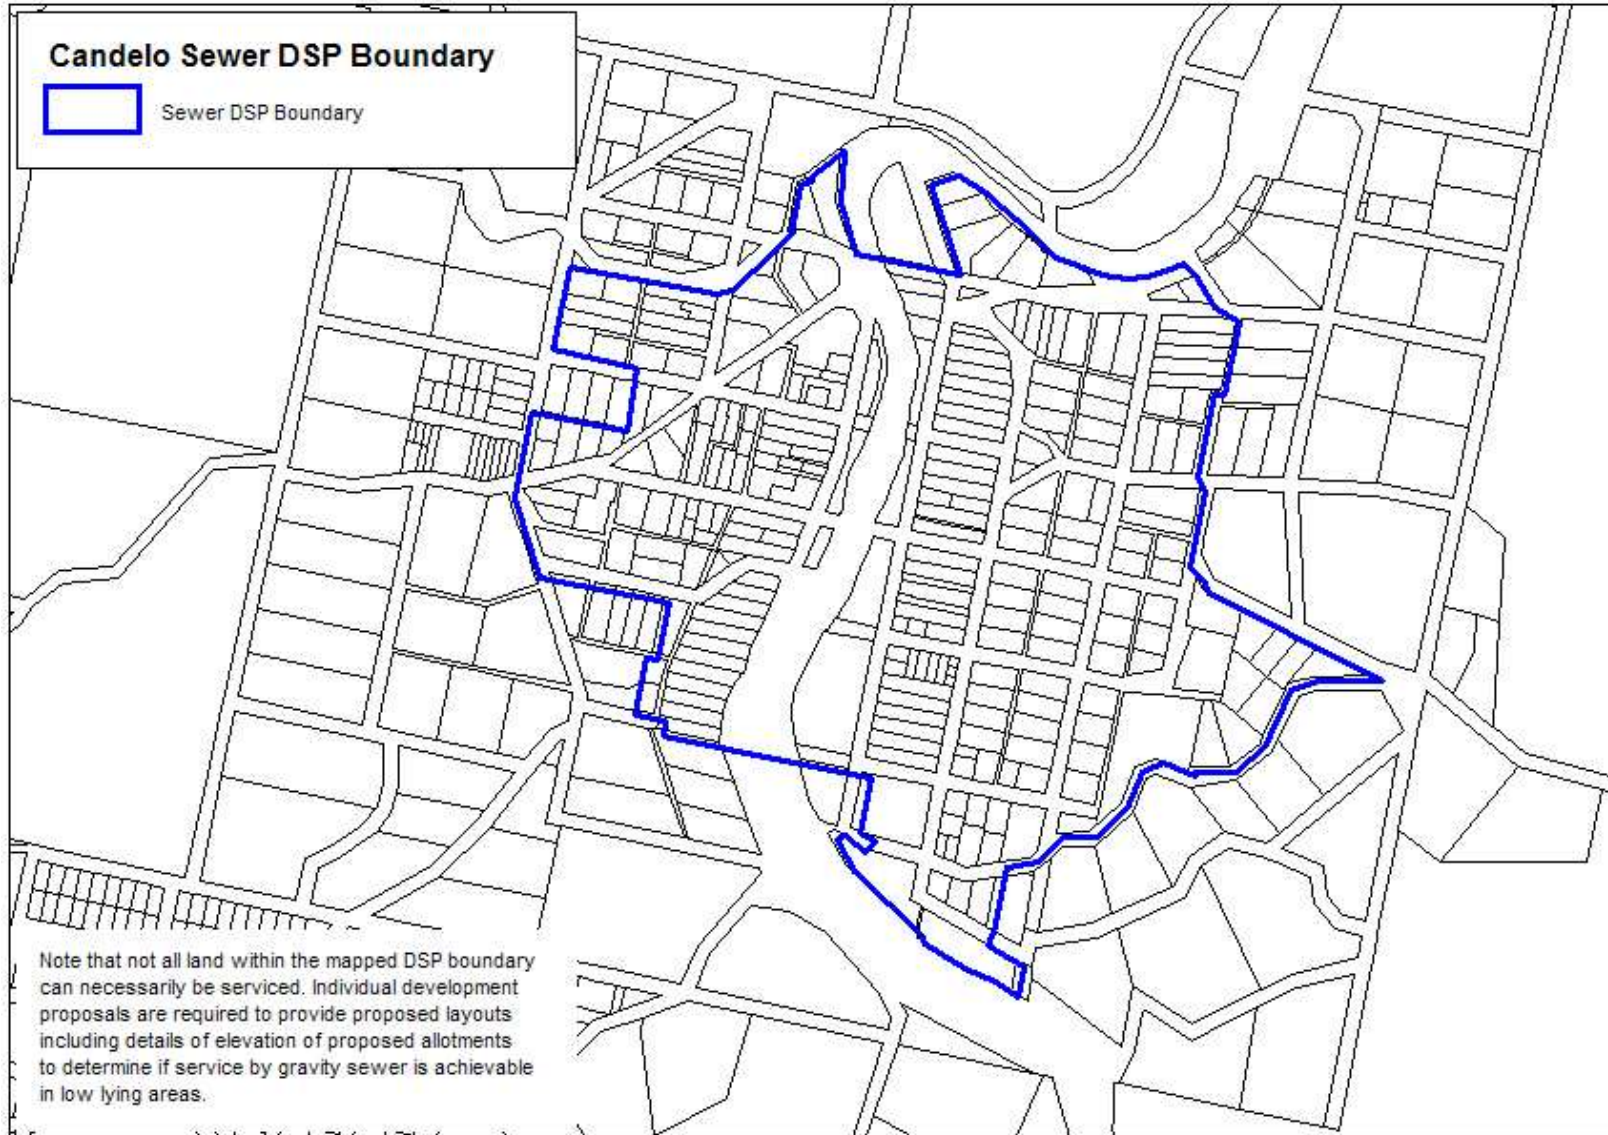 Candelo Sewer DSP Boundary
Sewer DSP Boundary
Note that not all land within the mapped DSP boundary
can necessarily be serviced. Individual development
proposals are required to provide proposed layouts
including details of elevation of proposed allotments
to determine if service by gravity sewer is achievable
in low lying areas.